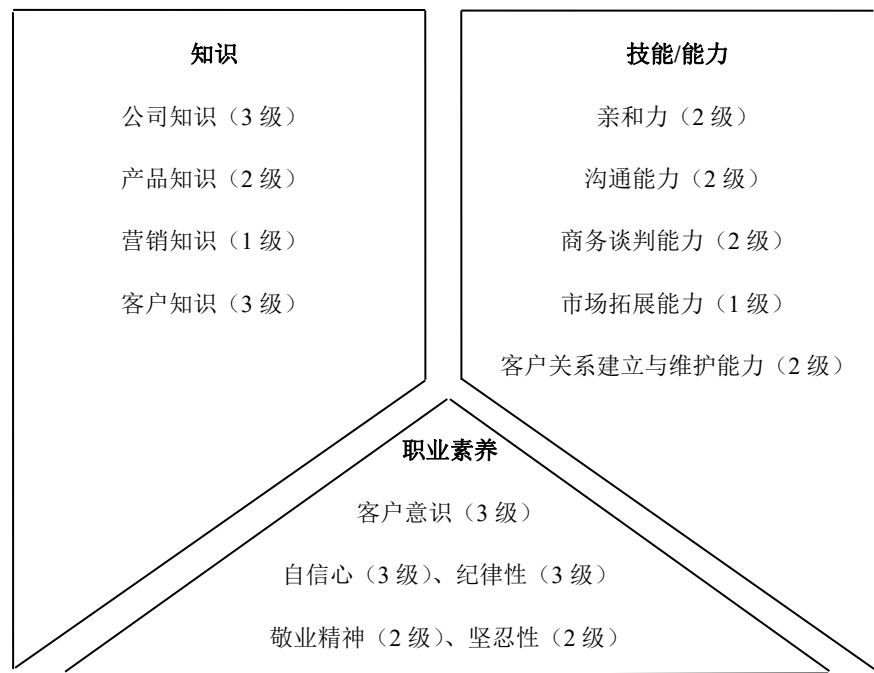 知识
公司知识（3 级）
产品知识（2 级）
营销知识（1 级）
客户知识（3 级）
技能/能力
亲和力（2 级）
沟通能力（2 级）
商务谈判能力（2 级）
市场拓展能力（1 级）
客户关系建立与维护能力（2 级）
职业素养
客户意识（3 级）
自信心（3 级）、纪律性（3 级）
敬业精神（2 级）、坚忍性（2 级）